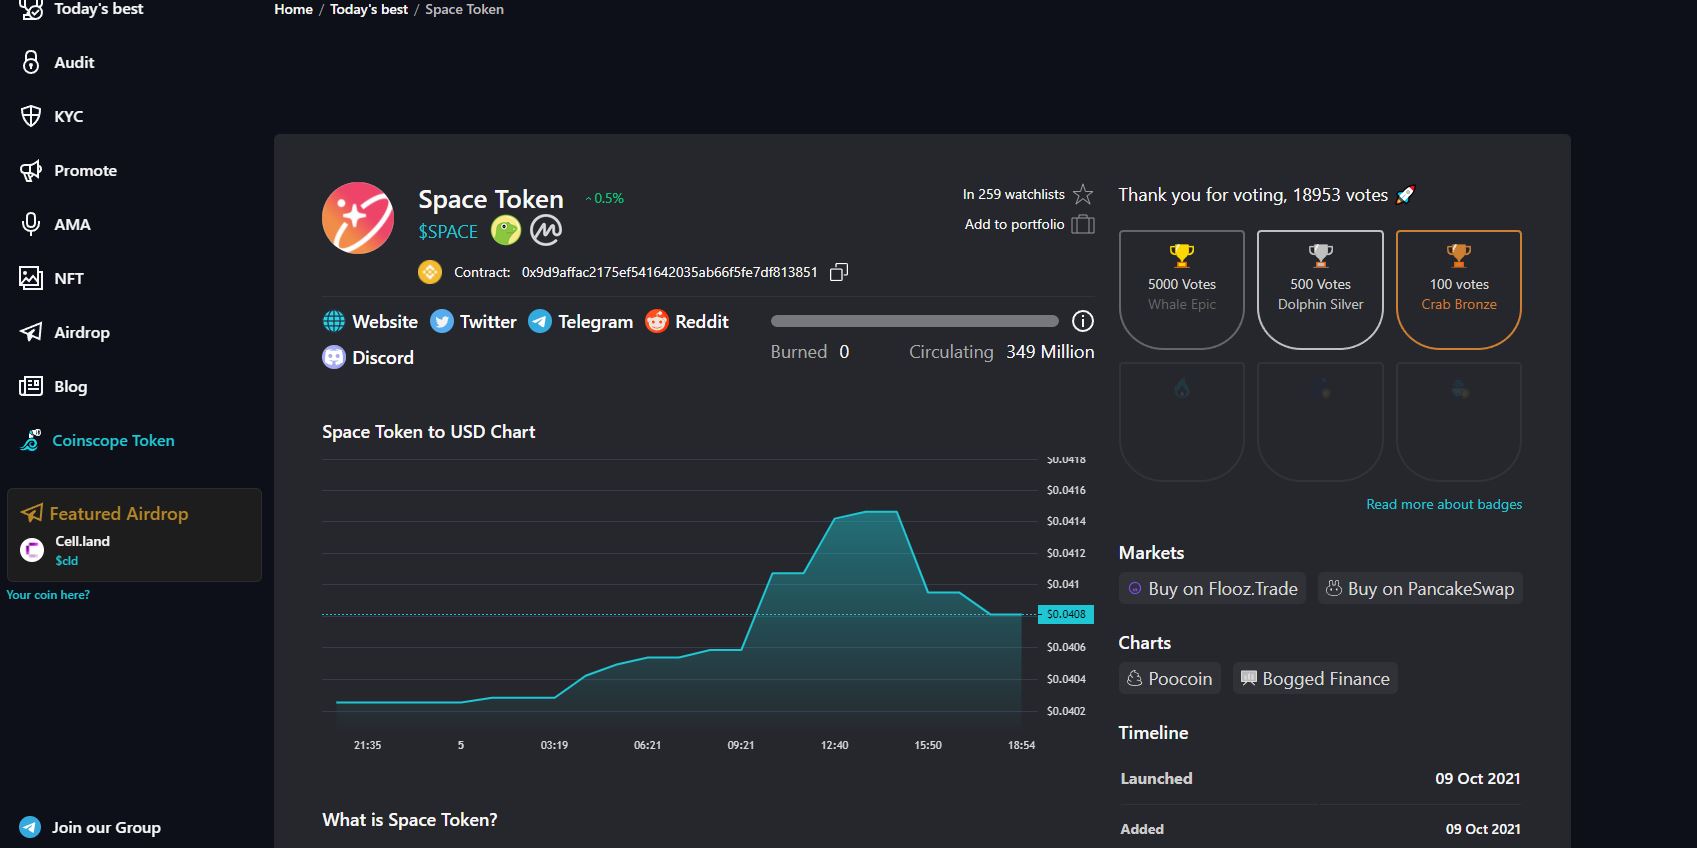 Today's best
Audit
KYC
Promote
AMA
NFT
Airdrop
Blog
Coinscope Token
Featured Airdrop
Cell.land
$cld
Your coin here?
Join our Group
Home / Today's best / Space Token
Space Token 0.5%
$SPACE
Contract: 0x9d9affac2175ef541642035ab66f5fe7df813851
In 259 watchlists
Add to portfolio
Website Twitter Telegram Reddit
Discord
Burned 0 Circulating 349 Million
Space Token to USD Chart
$0.0418
$0.0416
$0.0414
$0.0412
$0.041
$0.0408
$0.0406
$0.0404
$0.0402
21:35 5 03:19 06:21 09:21 12:40 15:50 18:54
What is Space Token?
Thank you for voting, 18953 votes 🚀
5000 Votes
Whale Epic
500 Votes
Dolphin Silver
100 votes
Crab Bronze
Read more about badges
Markets
Buy on Flooz.Trade Buy on PancakeSwap
Charts
Poocoin Bogged Finance
Timeline
Launched 09 Oct 2021
Added 09 Oct 2021